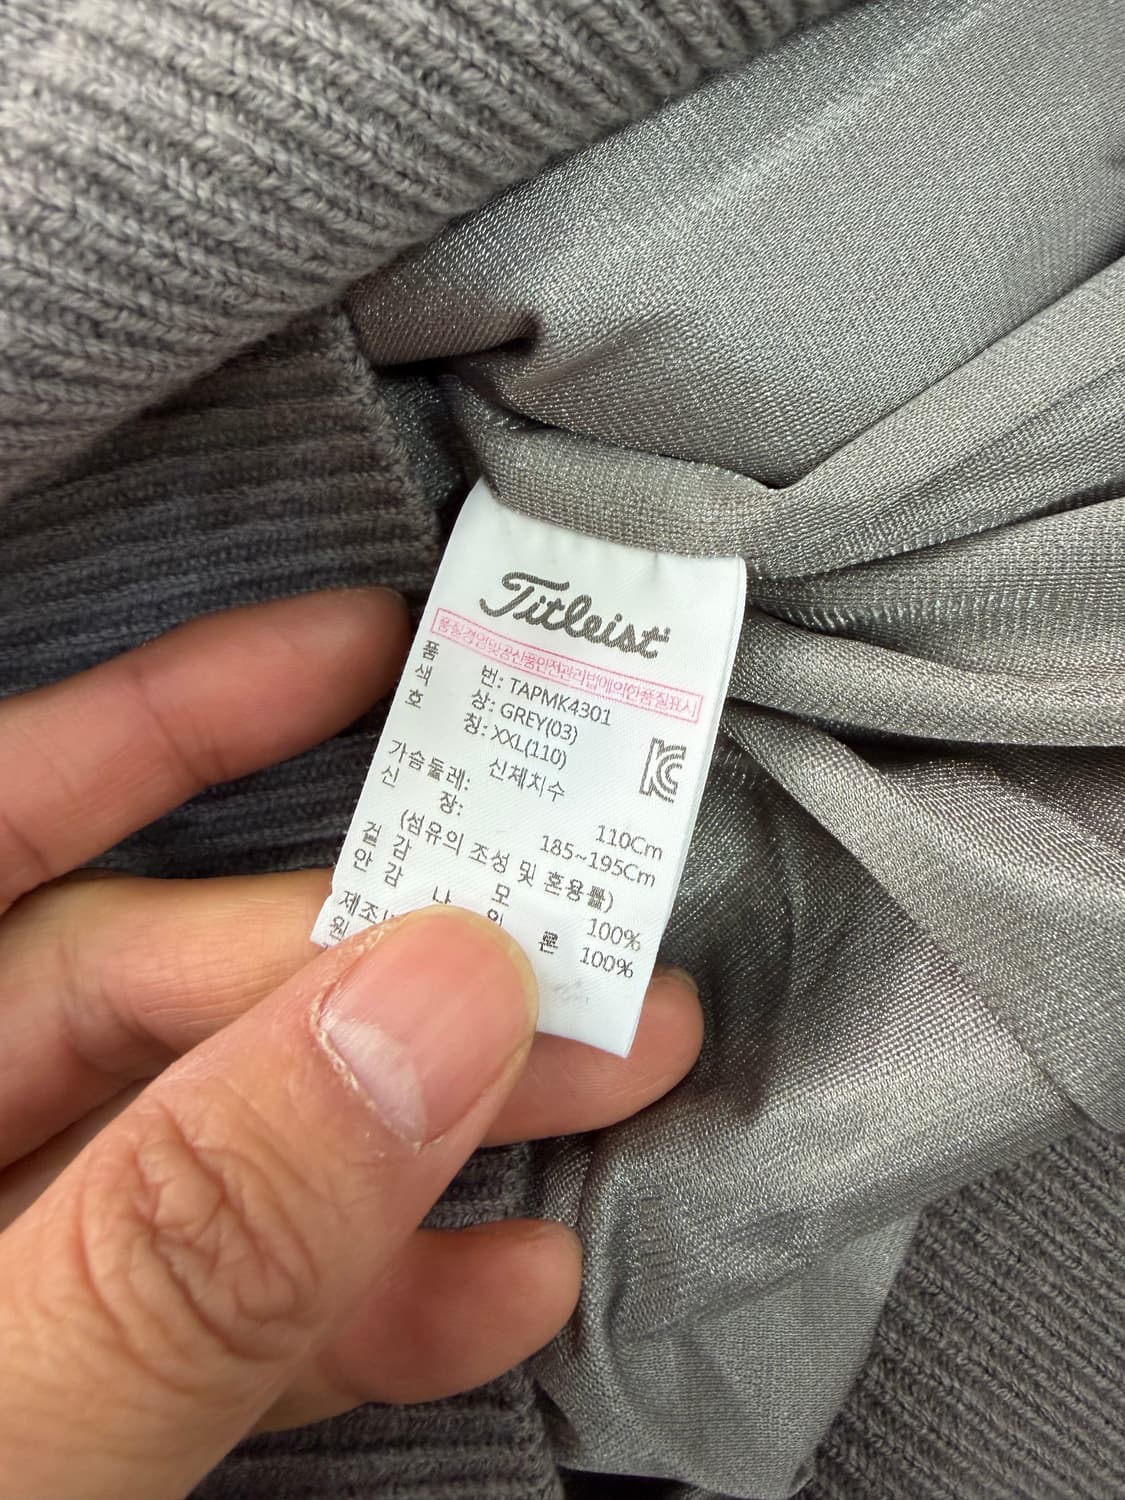 Titleist
품질경영및공산품안전관리법에의한품질표시
품 번: TAPMK4301
색 상: GREY(03)
호 칭: XXL(110)
신체치수
가슴둘레: 110Cm
신 장: 185~195Cm
(섬유의 조성 및 혼용률)
겉 감 모 100%
안 감 나 론 100%